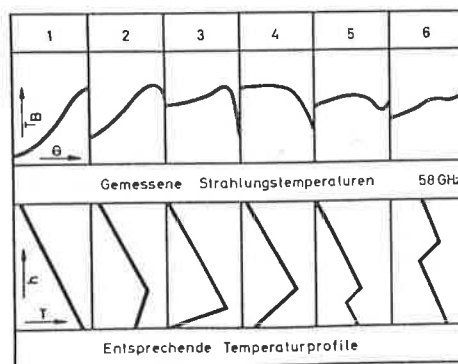 1 2 3 4 5 6
T_B
θ
Gemessene Strahlungstemperaturen 58 GHz
h
T
Entsprechende Temperaturprofile